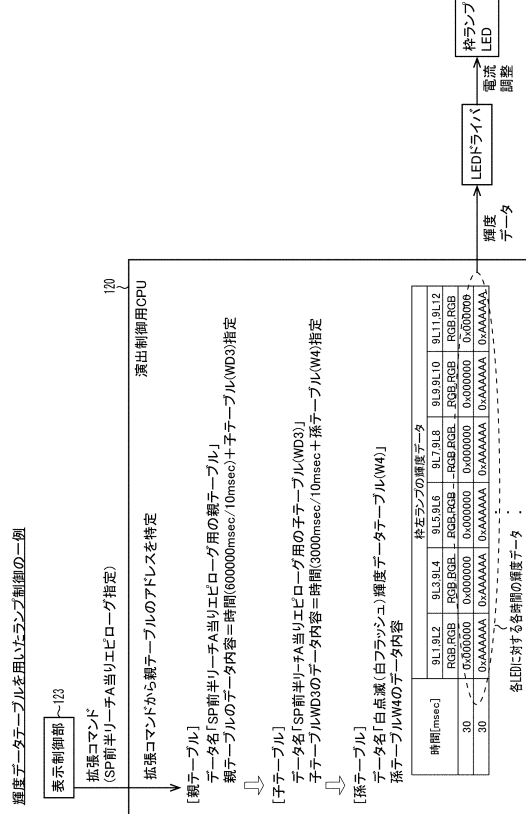 輝度データテーブルを用いたランプ制御の一例
表示制御部
123
拡張コマンド
(SP前半リーチA当りエピローグ指定)
120
演出制御用CPU
拡張コマンドから親テーブルのアドレスを特定
[親テーブル]
データ名「SP前半リーチA当りエピローグ用の親テーブル」
親テーブルのデータ内容＝時間(600000msec/10msec)＋子テーブル(WD3)指定
[子テーブル]
データ名「SP前半リーチA当りエピローグ用の子テーブル(WD3)」
子テーブルWD3のデータ内容＝時間(3000msec/10msec＋孫テーブル(W4)指定
[孫テーブル]
データ名「白点滅(白フラッシュ)輝度データテーブル(W4)」
孫テーブルW4のデータ内容
時間[msec] 枠左ランプの輝度データ
9L1,9L2 9L3,9L4 9L5,9L6 9L7,9L8 9L9,9L10 9L11,9L12
RGB,RGB RGB,RGB RGB,RGB RGB,RGB RGB,RGB RGB,RGB
30 0x000000 0x000000 0x000000 0x000000 0x000000 0x000000
30 0xAAAAAA 0xAAAAAA 0xAAAAAA 0xAAAAAA 0xAAAAAA 0xAAAAAA
各LEDに対する各時間の輝度データ
輝度
データ
LEDドライバ
電流
調整
枠ランプ
LED